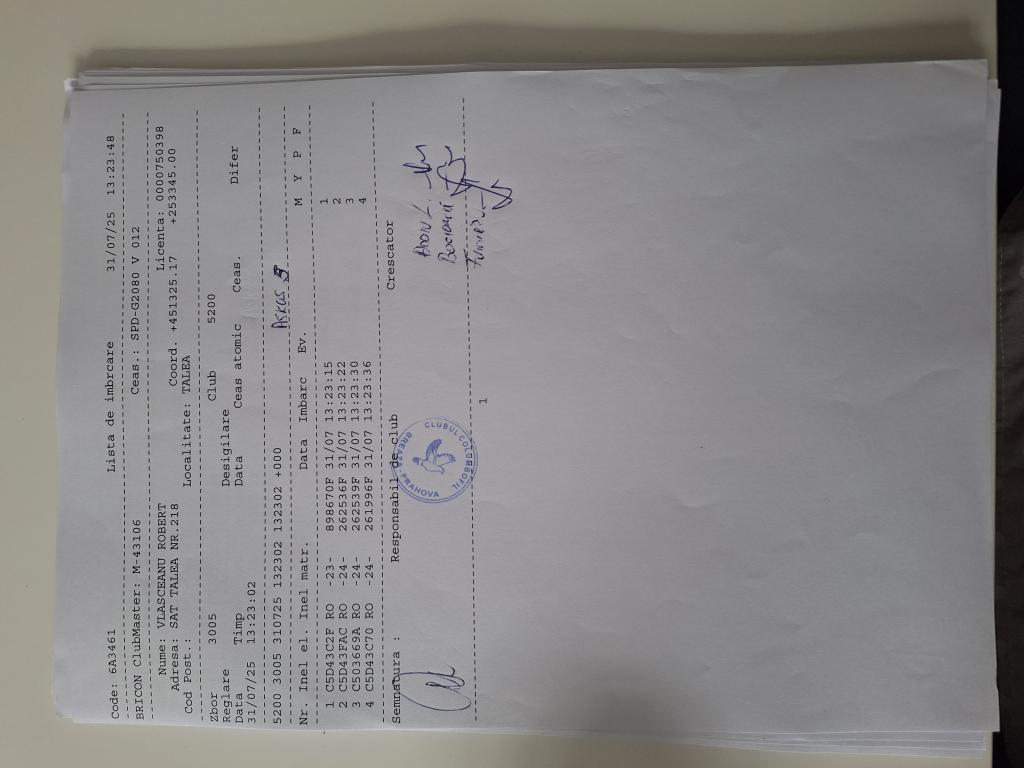 Code: 6A3461 Lista de imbrcare 31/07/25 13:23:48
BRICON ClubMaster: M-43106 Ceas.: SPD-G2080 V 012
Nume: VLASCEANU ROBERT Licenta: 0000750398
Adresa: SAT TALEA NR.218 Coord. +451325.17 +253345.00
Cod Post.: Localitate: TALEA
Zbor 3005 Club 5200
Reglare Desigilare
Data Timp Data Ceas atomic Ceas. Difer
31/07/25 13:23:02
5200 3005 310725 132302 132302 +000
Nr. Inel el. Inel matr. Data Imbarc Ev. M Y P F
1 C5D43C2F RO -23- 898670F 31/07 13:23:15 1
2 C5D43FAC RO -24- 262536F 31/07 13:23:22 2
3 C503669A RO -24- 262539F 31/07 13:23:30 3
4 C5D43C70 RO -24- 261996F 31/07 13:23:36 4
Semnatura : Responsabil de club Crescator
CLUBUL COLOMBOFIL
BREAZA PRAHOVA
1